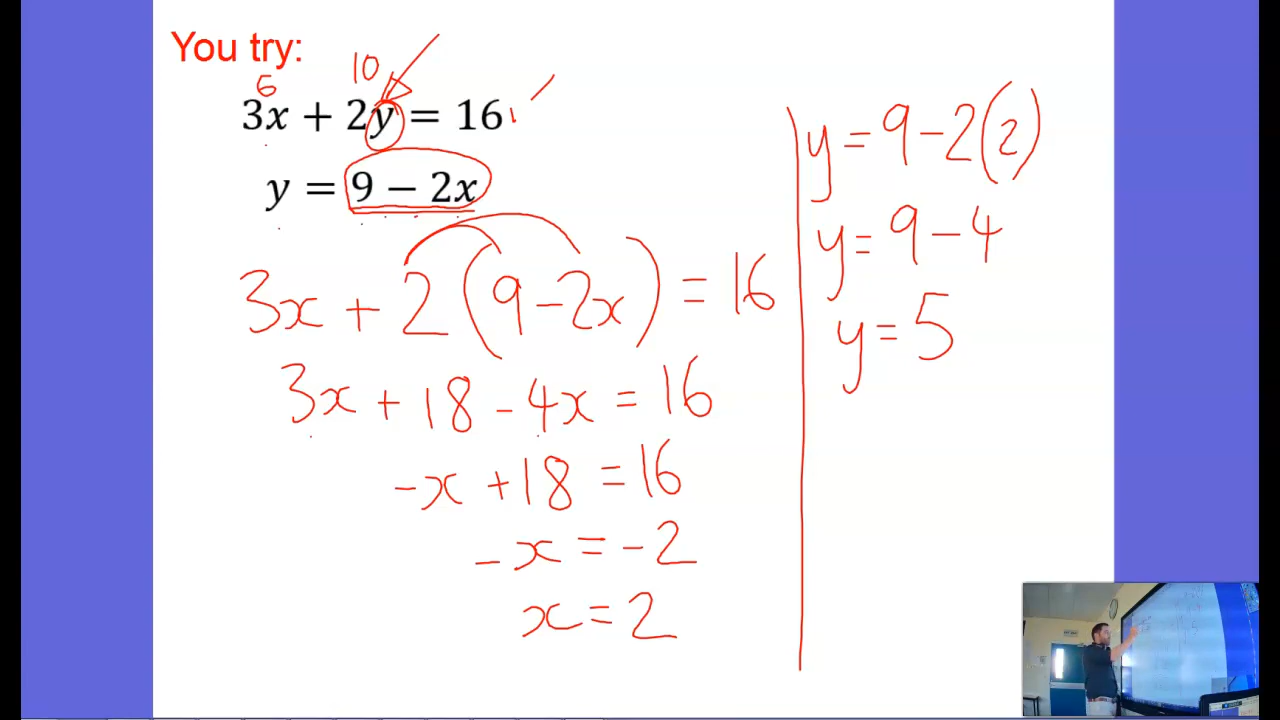 You try:
6 10
3x + 2y = 16 ✓
y = 9 − 2x
3x + 2(9 − 2x) = 16
3x + 18 − 4x = 16
−x + 18 = 16
−x = −2
x = 2
y = 9 − 2(2)
y = 9 − 4
y = 5